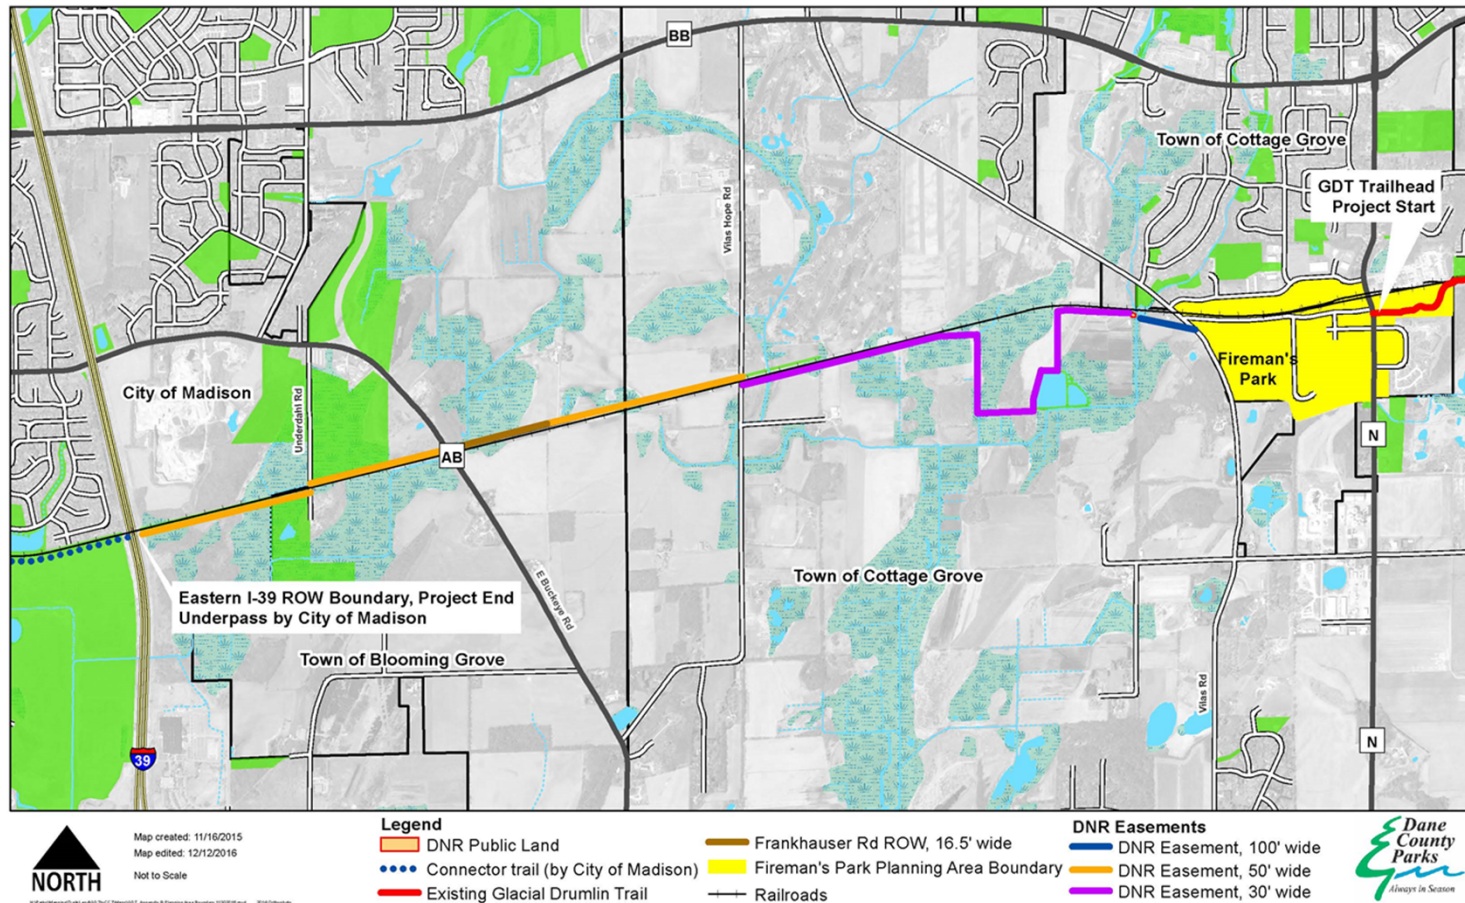 BB
Town of Cottage Grove
GDT Trailhead
Project Start
Vilas Hope Rd
Fireman's
Park
City of Madison
Underdahl Rd
AB
N
Eastern I-39 ROW Boundary, Project End
Underpass by City of Madison
E Buckeye Rd
Town of Cottage Grove
Town of Blooming Grove
Vilas Rd
N
39
NORTH
Map created: 11/16/2015
Map edited: 12/12/2016
Not to Scale
Legend
DNR Public Land
Connector trail (by City of Madison)
Existing Glacial Drumlin Trail
Frankhauser Rd ROW, 16.5' wide
Fireman's Park Planning Area Boundary
Railroads
DNR Easements
DNR Easement, 100' wide
DNR Easement, 50' wide
DNR Easement, 30' wide
Dane
County
Parks
Always in Season